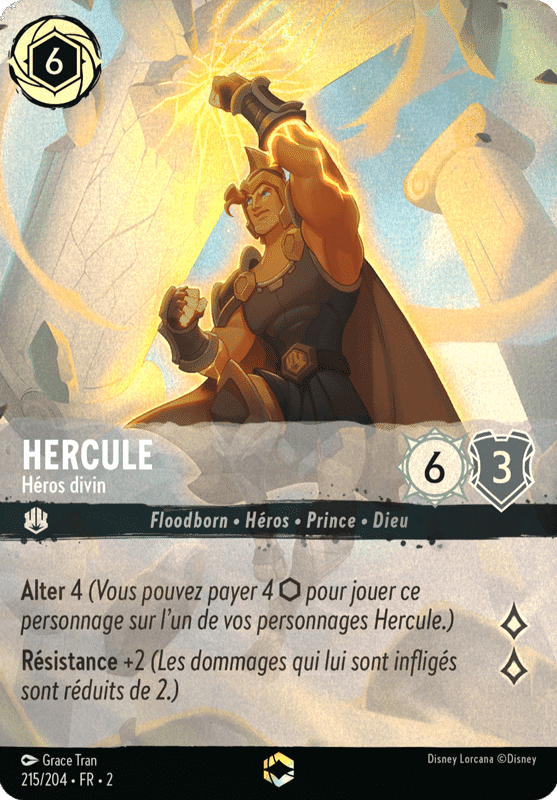 6
HERCULE
Héros divin
6
3
Floodborn • Héros • Prince • Dieu
Alter 4 (Vous pouvez payer 4 pour jouer ce
personnage sur l'un de vos personnages Hercule.)
Résistance +2 (Les dommages qui lui sont infligés
sont réduits de 2.)
Grace Tran
Disney Lorcana ©Disney
215/204 • FR • 2